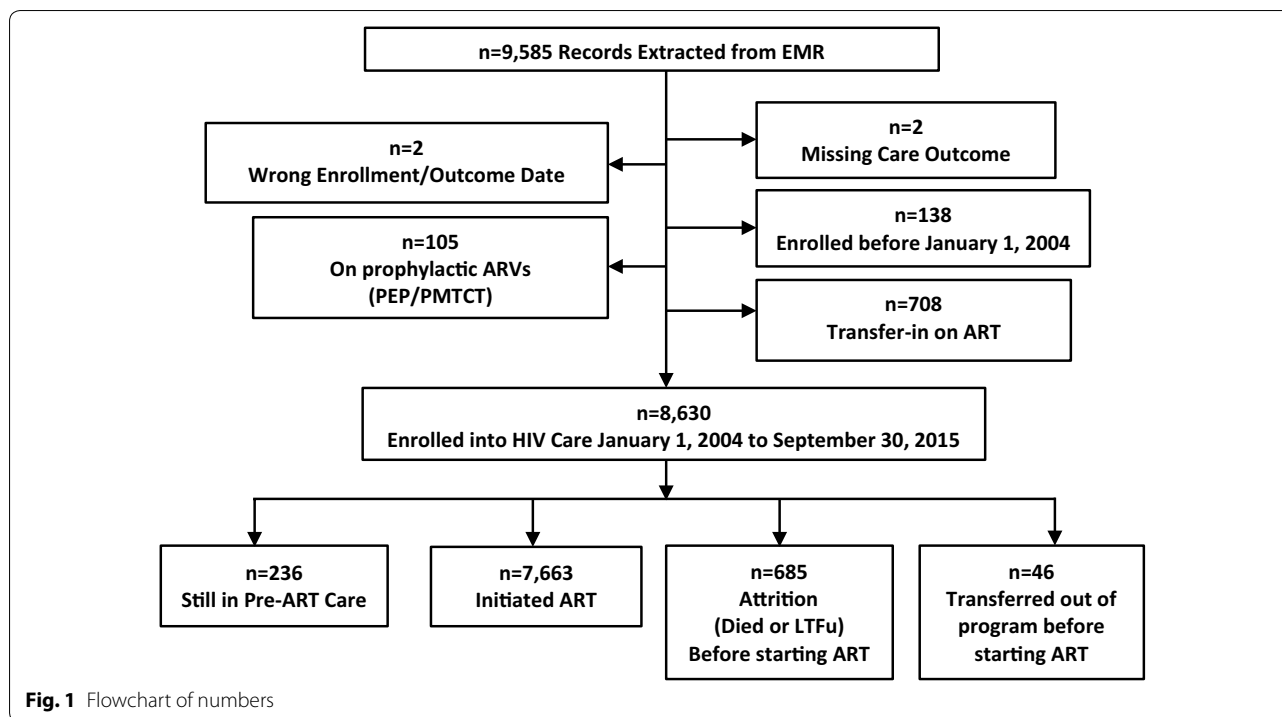 n=9,585 Records Extracted from EMR
n=2
Missing Care Outcome
n=2
Wrong Enrollment/Outcome Date
n=138
Enrolled before January 1, 2004
n=105
On prophylactic ARVs
(PEP/PMTCT)
n=708
Transfer-in on ART
n=8,630
Enrolled into HIV Care January 1, 2004 to September 30, 2015
n=236
Still in Pre-ART Care
n=7,663
Initiated ART
n=685
Attrition
(Died or LTFu)
Before starting ART
n=46
Transferred out of
program before
starting ART
Fig. 1 Flowchart of numbers